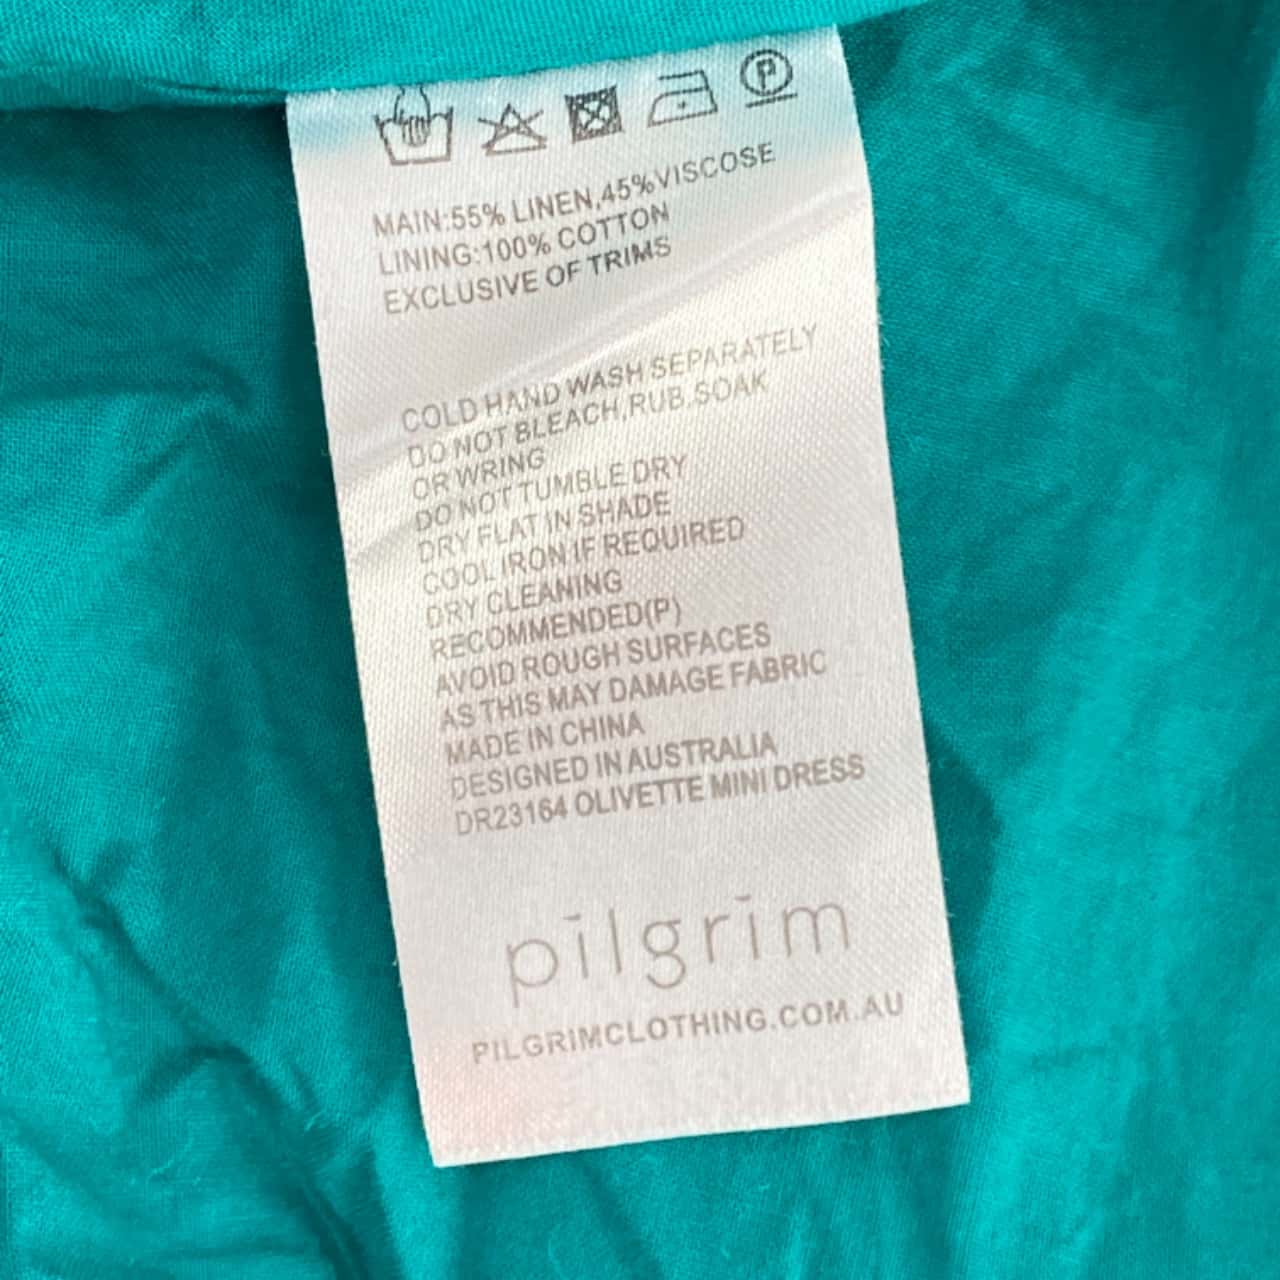 MAIN:55% LINEN,45%VISCOSE
LINING:100% COTTON
EXCLUSIVE OF TRIMS
COLD HAND WASH SEPARATELY
DO NOT BLEACH,RUB,SOAK
OR WRING
DO NOT TUMBLE DRY
DRY FLAT IN SHADE
COOL IRON IF REQUIRED
DRY CLEANING
RECOMMENDED(P)
AVOID ROUGH SURFACES
AS THIS MAY DAMAGE FABRIC
MADE IN CHINA
DESIGNED IN AUSTRALIA
DR23164 OLIVETTE MINI DRESS
pilgrim
PILGRIMCLOTHING.COM.AU